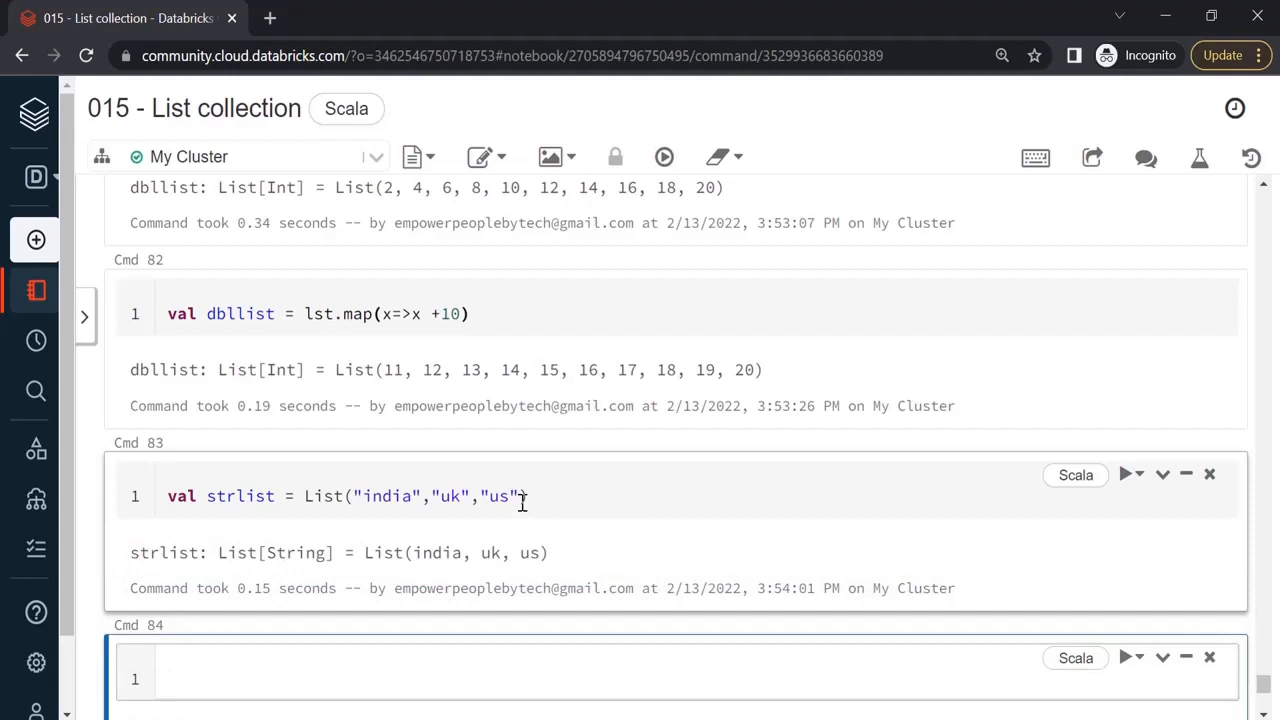 015 - List collection - Databricks
community.cloud.databricks.com/?o=3462546750718753#notebook/2705894796750495/command/3529936683660389
Incognito
Update
015 - List collection
Scala
D
My Cluster
dbllist: List[Int] = List(2, 4, 6, 8, 10, 12, 14, 16, 18, 20)
Command took 0.34 seconds -- by empowerpeoplebytech@gmail.com at 2/13/2022, 3:53:07 PM on My Cluster
Cmd 82
1 val dbllist = lst.map(x=>x +10)
dbllist: List[Int] = List(11, 12, 13, 14, 15, 16, 17, 18, 19, 20)
Command took 0.19 seconds -- by empowerpeoplebytech@gmail.com at 2/13/2022, 3:53:26 PM on My Cluster
Cmd 83
Scala
1 val strlist = List("india","uk","us")
strlist: List[String] = List(india, uk, us)
Command took 0.15 seconds -- by empowerpeoplebytech@gmail.com at 2/13/2022, 3:54:01 PM on My Cluster
Cmd 84
Scala
1